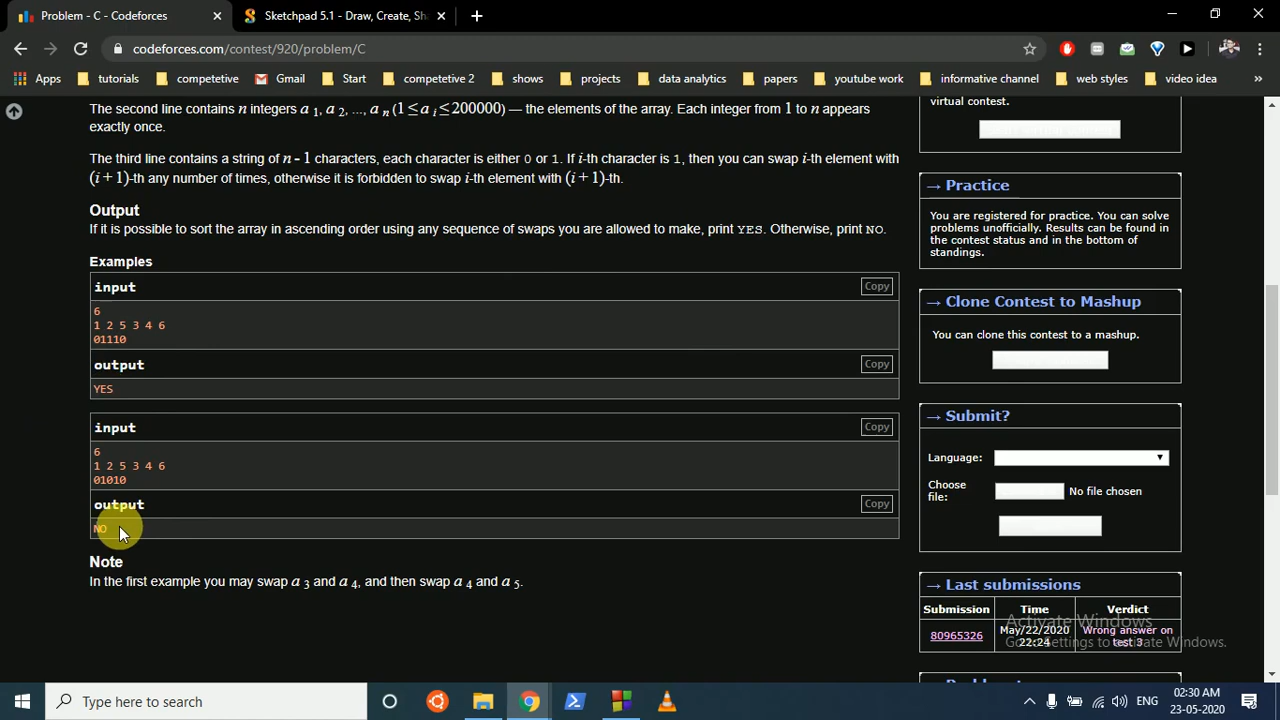 Problem - C - Codeforces
Sketchpad 5.1 - Draw, Create, Sha
codeforces.com/contest/920/problem/C
Apps tutorials competetive Gmail Start competetive 2 shows projects data analytics papers youtube work informative channel web styles video idea »
The second line contains n integers a 1, a 2, ..., a n (1 ≤ a i ≤ 200000) — the elements of the array. Each integer from 1 to n appears
exactly once.
The third line contains a string of n - 1 characters, each character is either 0 or 1. If i-th character is 1, then you can swap i-th element with
(i + 1)-th any number of times, otherwise it is forbidden to swap i-th element with (i + 1)-th.
Output
If it is possible to sort the array in ascending order using any sequence of swaps you are allowed to make, print YES. Otherwise, print NO.
Examples
input
Copy
6
1 2 5 3 4 6
01110
output
Copy
YES
input
Copy
6
1 2 5 3 4 6
01010
output
Copy
NO
Note
In the first example you may swap a 3 and a 4, and then swap a 4 and a 5.
virtual contest.
→ Practice
You are registered for practice. You can solve
problems unofficially. Results can be found in
the contest status and in the bottom of
standings.
→ Clone Contest to Mashup
You can clone this contest to a mashup.
→ Submit?
Language:
Choose
file:
No file chosen
→ Last submissions
Submission Time Verdict
80965326 May/22/2020 Wrong answer on
22:24 test 3
Activate Windows
Go to Settings to activate Windows.
Type here to search
ENG
02:30 AM
23-05-2020